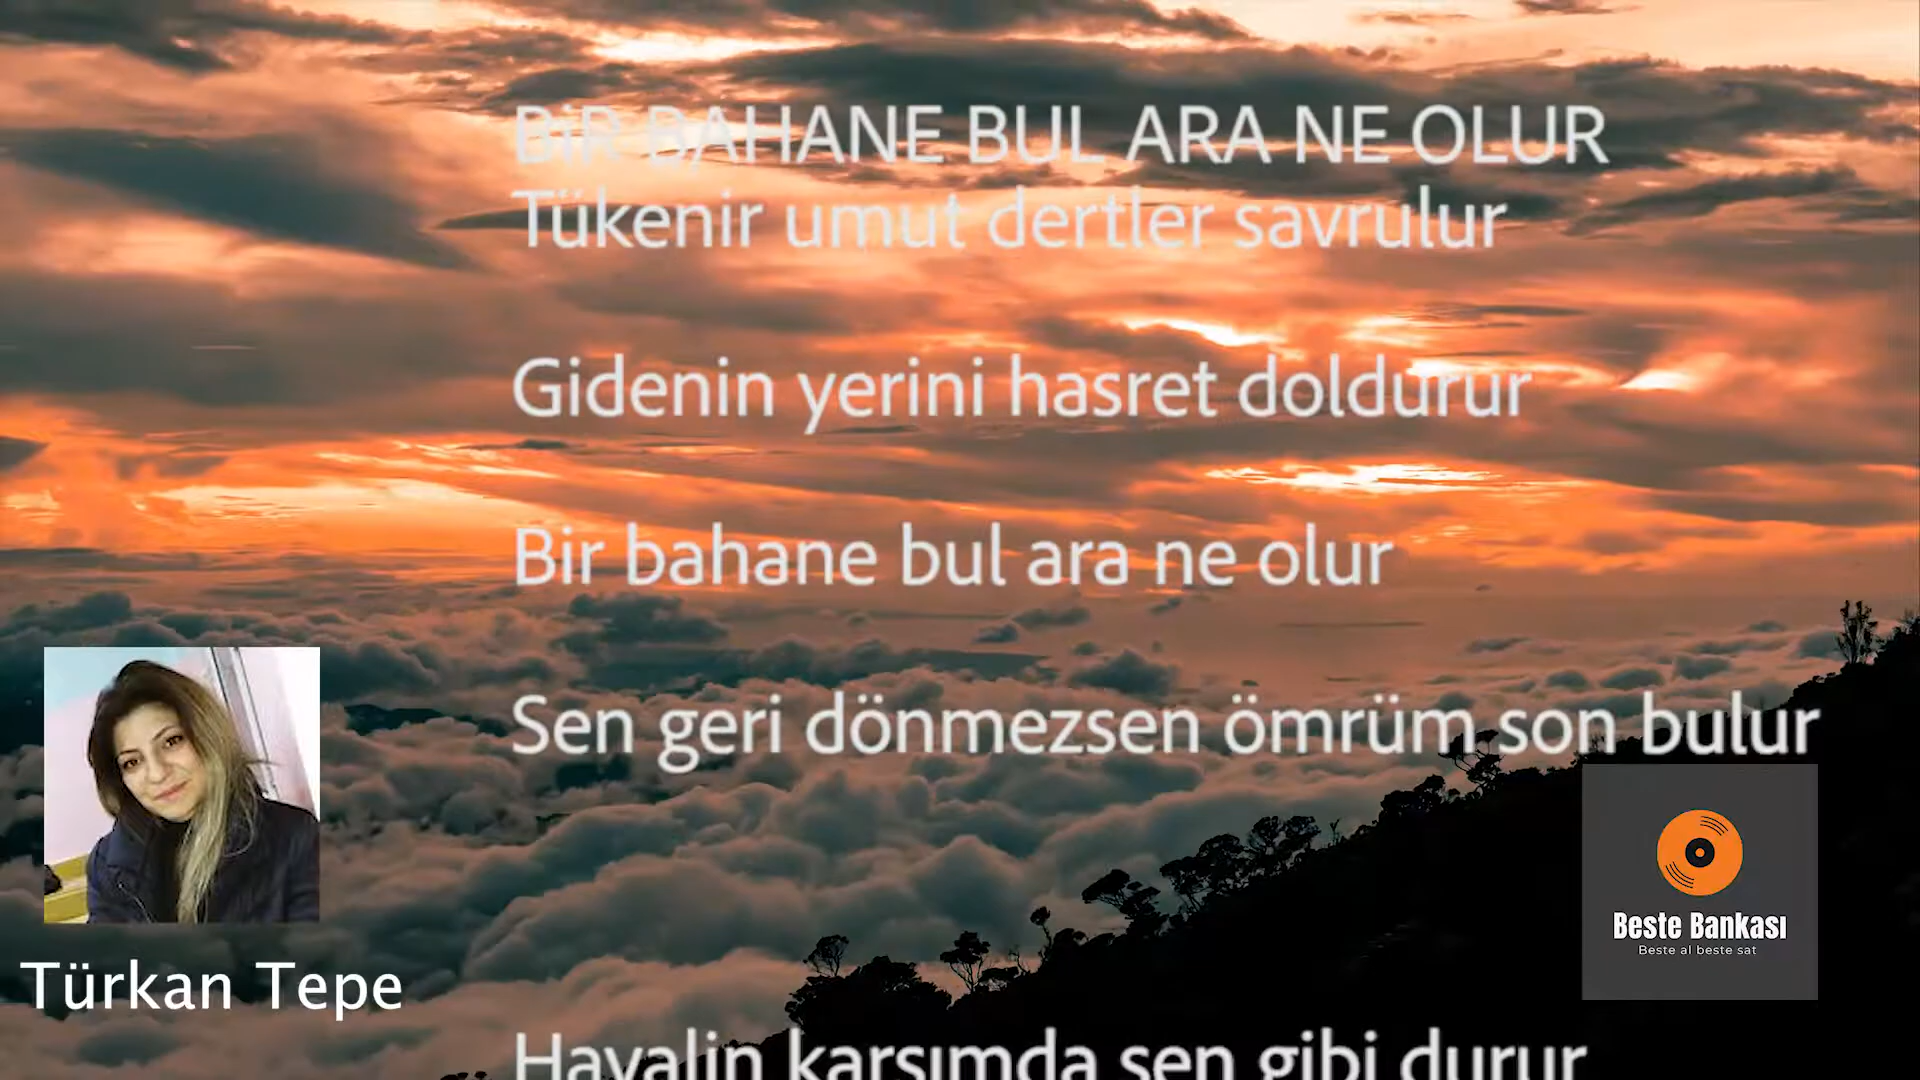 BiR BAHANE BUL ARA NE OLUR
Tükenir umut dertler savrulur
Gidenin yerini hasret doldurur
Bir bahane bul ara ne olur
Sen geri dönmezsen ömrüm son bulur
Beste Bankası
Beste al beste sat
Türkan Tepe
Hayalin karşımda sen gibi durur